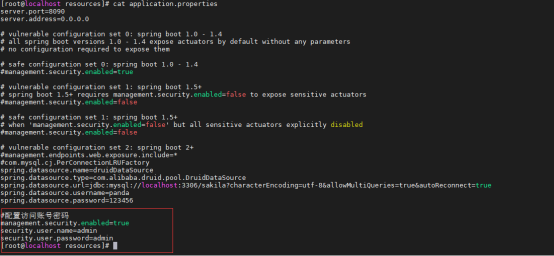 [root@localhost resources]# cat application.properties
server.port=8090
server.address=0.0.0.0
# vulnerable configuration set 0: spring boot 1.0 - 1.4
# all spring boot versions 1.0 - 1.4 expose actuators by default without any parameters
# no configuration required to expose them
# safe configuration set 0: spring boot 1.0 - 1.4
#management.security.enabled=true
# vulnerable configuration set 1: spring boot 1.5+
# spring boot 1.5+ requires management.security.enabled=false to expose sensitive actuators
#management.security.enabled=false
# safe configuration set 1: spring boot 1.5+
# when 'management.security.enabled=false' but all sensitive actuators explicitly disabled
#management.security.enabled=false
# vulnerable configuration set 2: spring boot 2+
#management.endpoints.web.exposure.include=*
#com.mysql.cj.PerConnectionLRUFactory
spring.datasource.name=druidDataSource
spring.datasource.type=com.alibaba.druid.pool.DruidDataSource
spring.datasource.url=jdbc:mysql://localhost:3306/sakila?characterEncoding=utf-8&allowMultiQueries=true&autoReconnect=true
spring.datasource.username=panda
spring.datasource.password=123456
#配置访问账号密码
management.security.enabled=true
security.user.name=admin
security.user.password=admin
[root@localhost resources]#